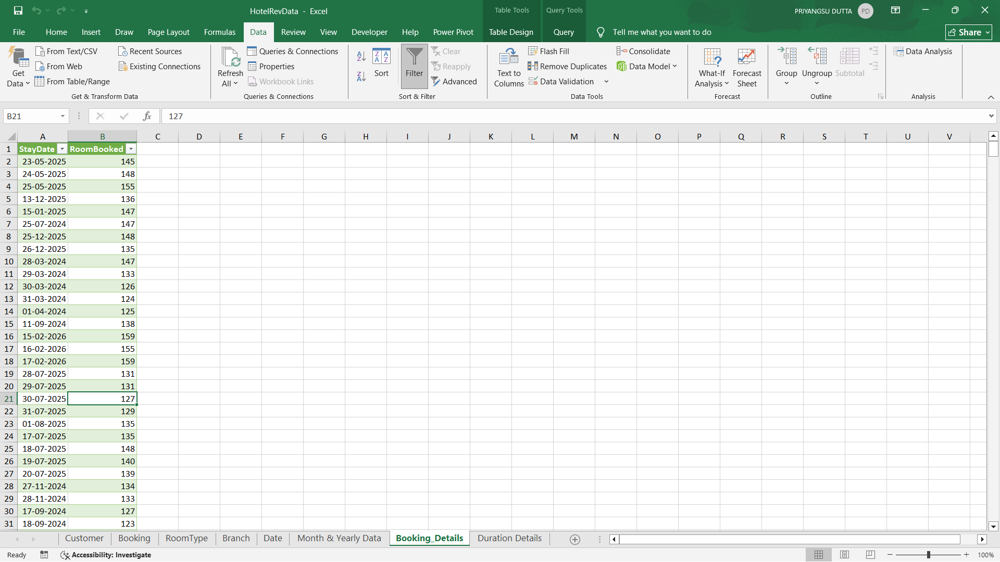 HotelRevData - Excel
Table Tools
Query Tools
PRIYANGSU DUTTA
PD
File Home Insert Draw Page Layout Formulas Data Review View Developer Help Power Pivot Table Design Query Tell me what you want to do
Share
Get Data
From Text/CSV
From Web
From Table/Range
Recent Sources
Existing Connections
Get & Transform Data
Refresh All
Queries & Connections
Properties
Workbook Links
Queries & Connections
Sort
Filter
Clear
Reapply
Advanced
Sort & Filter
Text to Columns
Flash Fill
Remove Duplicates
Data Validation
Consolidate
Data Model
Data Tools
What-If Analysis
Forecast Sheet
Forecast
Group
Ungroup
Subtotal
Outline
Data Analysis
Analysis
B21 fx 127
A B C D E F G H I J K L M N O P Q R S T U V
1 StayDate RoomBooked
2 23-05-2025 145
3 24-05-2025 148
4 25-05-2025 155
5 13-12-2025 136
6 15-01-2025 147
7 25-07-2024 147
8 25-12-2025 148
9 26-12-2025 135
10 28-03-2024 147
11 29-03-2024 133
12 30-03-2024 126
13 31-03-2024 124
14 01-04-2024 125
15 11-09-2024 138
16 15-02-2026 159
17 16-02-2026 155
18 17-02-2026 159
19 28-07-2025 131
20 29-07-2025 131
21 30-07-2025 127
22 31-07-2025 129
23 01-08-2025 135
24 17-07-2025 135
25 18-07-2025 148
26 19-07-2025 140
27 20-07-2025 139
28 27-11-2024 134
29 28-11-2024 133
30 17-09-2024 127
31 18-09-2024 123
Customer Booking RoomType Branch Date Month & Yearly Data Booking_Details Duration Details
Ready Accessibility: Investigate 100%